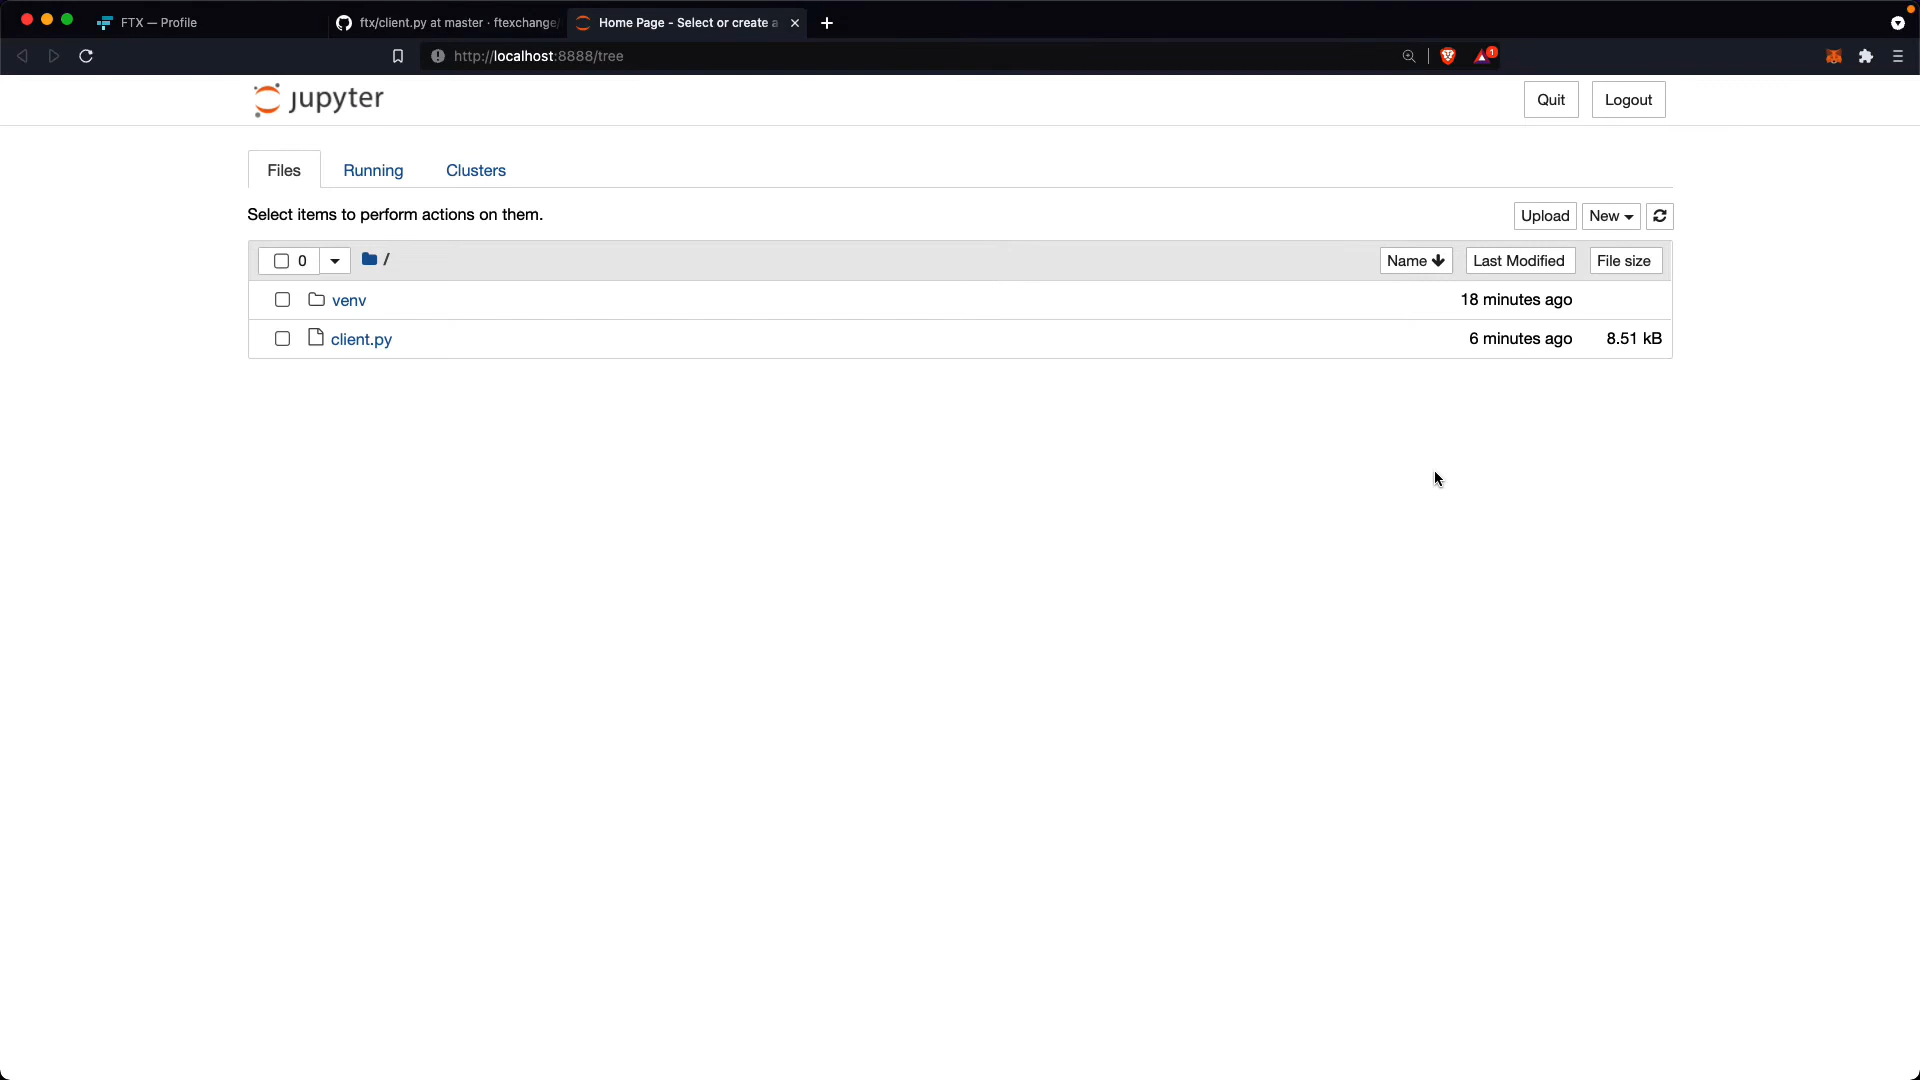 FTX — Profile
ftx/client.py at master · ftexchange/
Home Page - Select or create a
http://localhost:8888/tree
1
jupyter
Quit
Logout
Files
Running
Clusters
Select items to perform actions on them.
Upload
New
0
/
Name
Last Modified
File size
venv
18 minutes ago
client.py
6 minutes ago
8.51 kB